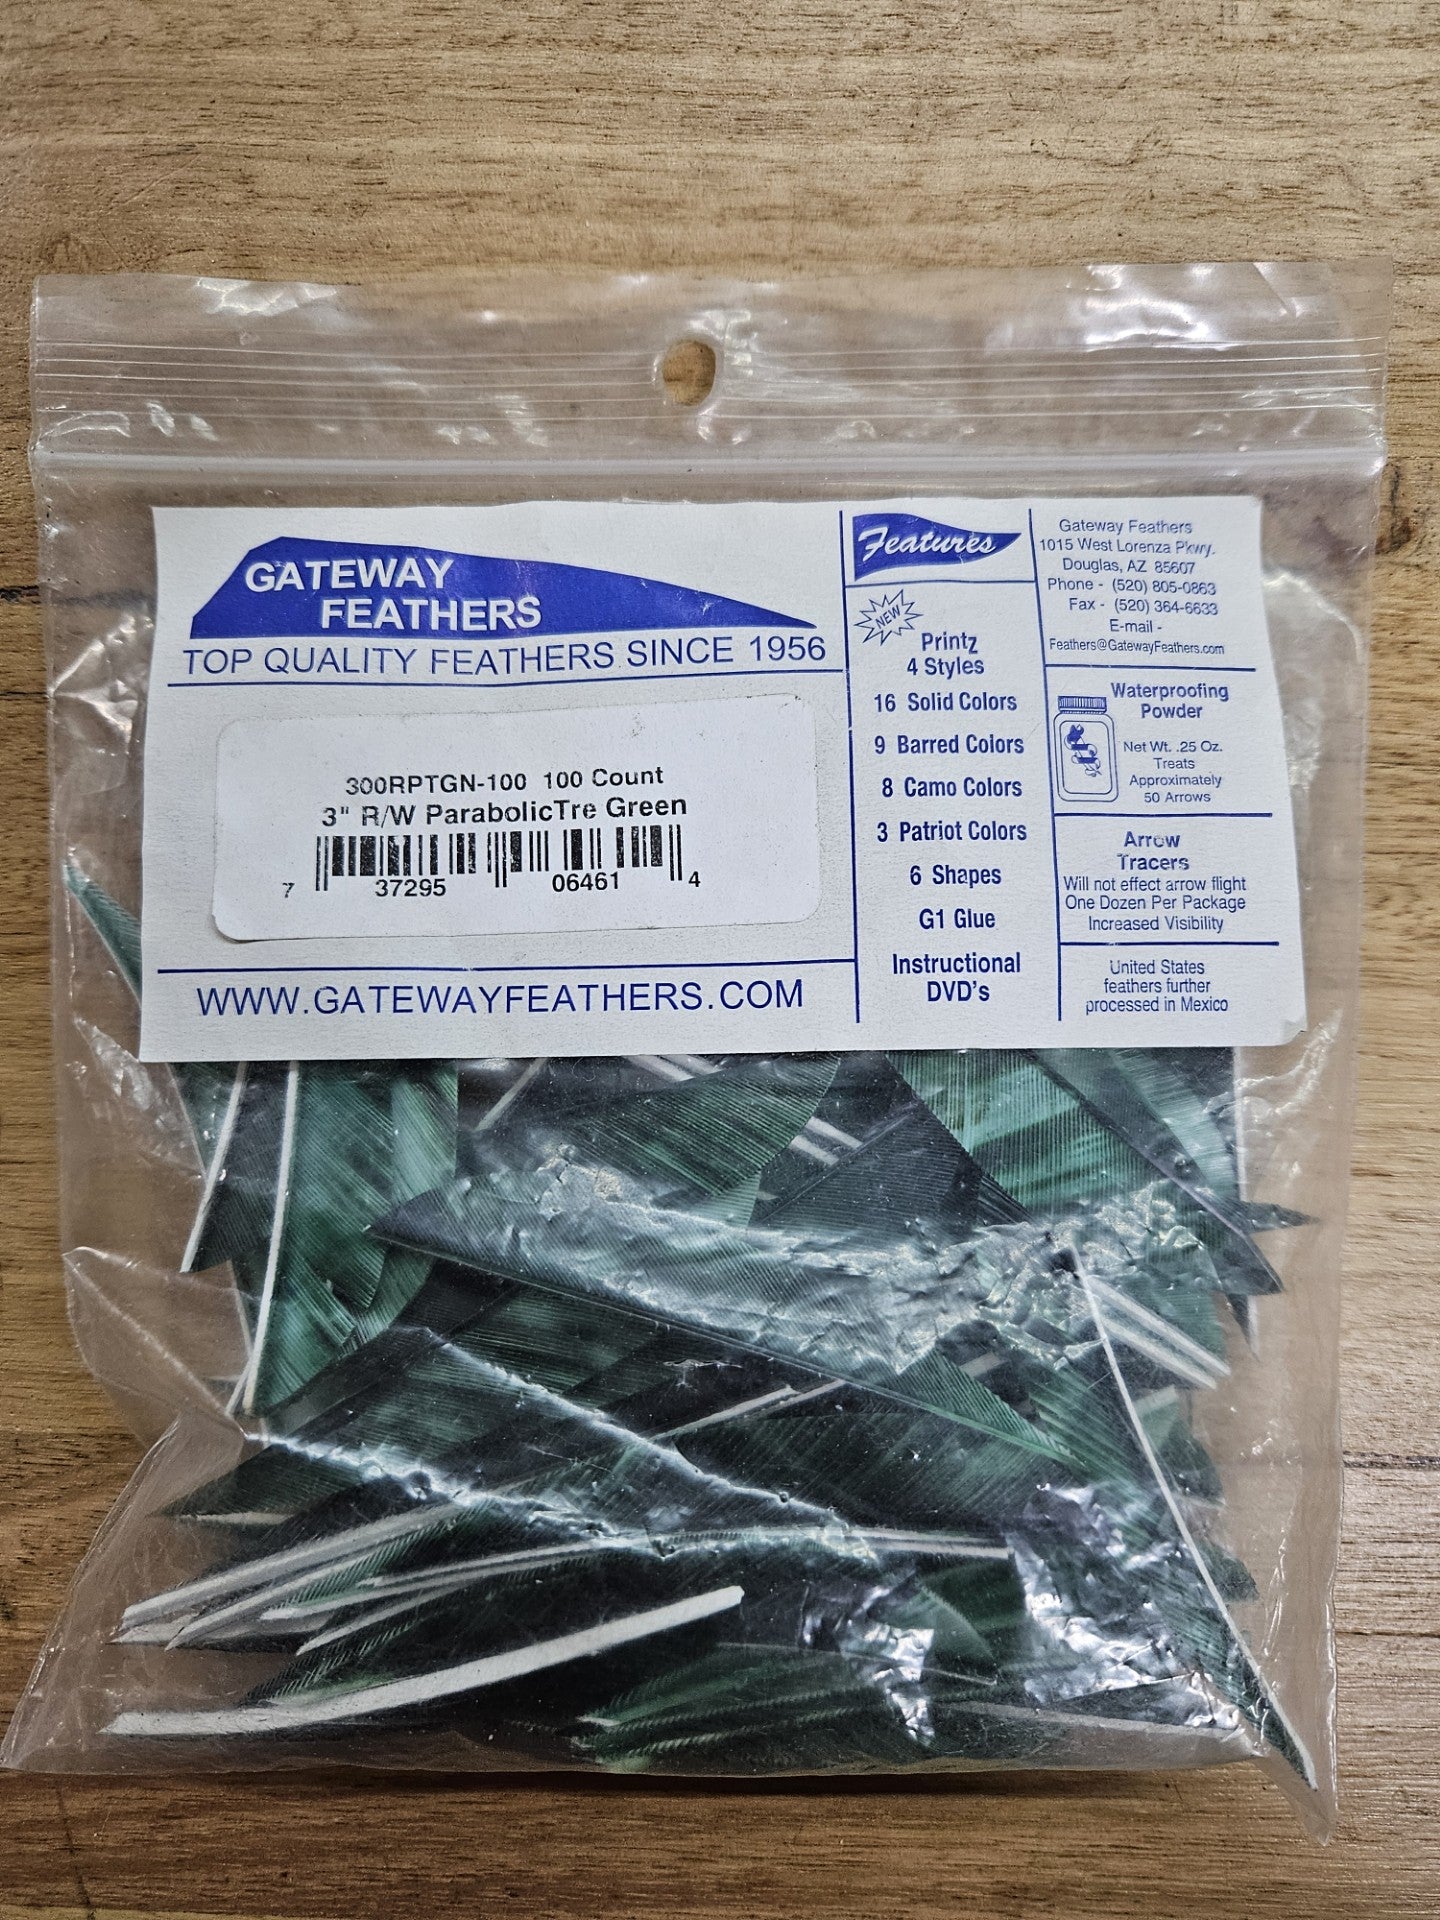 GATEWAY
FEATHERS
TOP QUALITY FEATHERS SINCE 1956
300RPTGN-100 100 Count
3" R/W ParabolicTre Green
7 37295 06461 4
WWW.GATEWAYFEATHERS.COM
Features
NEW
Printz
4 Styles
16 Solid Colors
9 Barred Colors
8 Camo Colors
3 Patriot Colors
6 Shapes
G1 Glue
Instructional
DVD's
Gateway Feathers
1015 West Lorenza Pkwy.
Douglas, AZ 85607
Phone - (520) 805-0863
Fax - (520) 364-6633
E-mail -
Feathers@GatewayFeathers.com
Waterproofing
Powder
Net Wt. .25 Oz.
Treats
Approximately
50 Arrows
Arrow
Tracers
Will not effect arrow flight
One Dozen Per Package
Increased Visibility
United States
feathers further
processed in Mexico